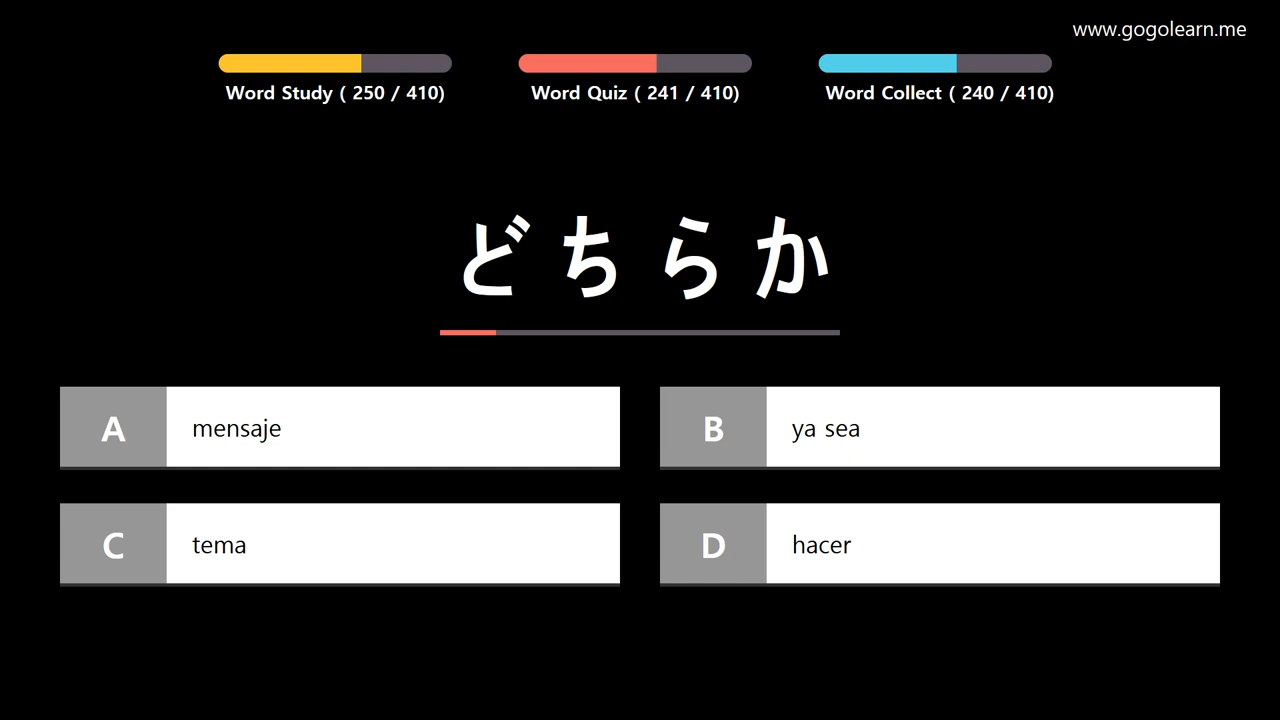 www.gogolearn.me
Word Study ( 250 / 410)
Word Quiz ( 241 / 410)
Word Collect ( 240 / 410)
どちらか
A
mensaje
B
ya sea
C
tema
D
hacer